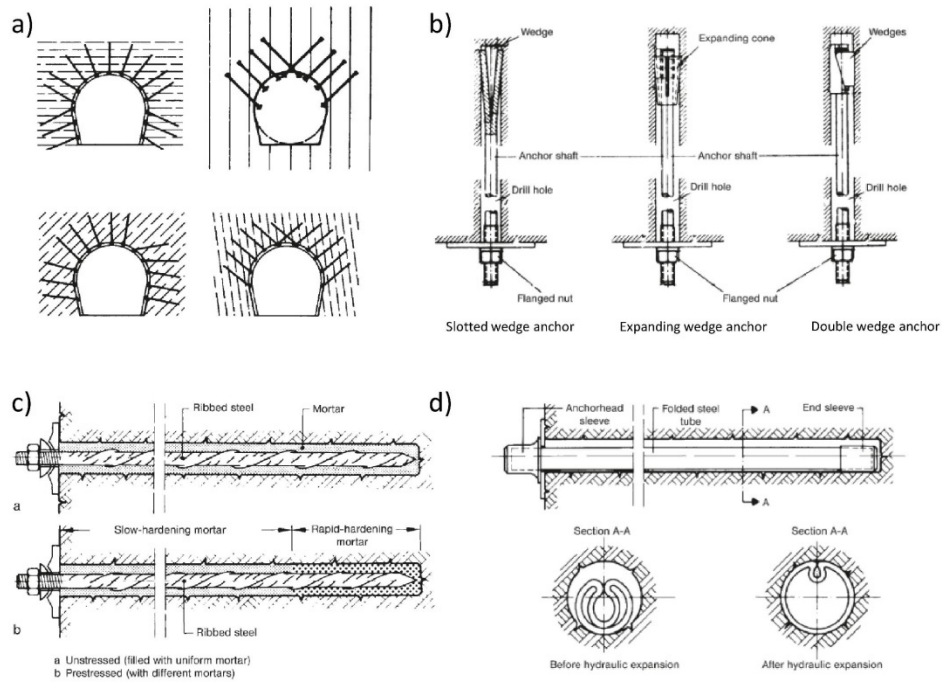 a)
b)
Wedge
Expanding cone
Wedges
Anchor shaft
Anchor shaft
Drill hole
Drill hole
Flanged nut
Flanged nut
Slotted wedge anchor
Expanding wedge anchor
Double wedge anchor
c)
Ribbed steel
Mortar
a
Slow-hardening mortar
Rapid-hardening
mortar
b
Ribbed steel
a Unstressed (filled with uniform mortar)
b Prestressed (with different mortars)
d)
Anchorhead
sleeve
Folded steel
tube
A
End sleeve
A
Section A-A
Section A-A
Before hydraulic expansion
After hydraulic expansion